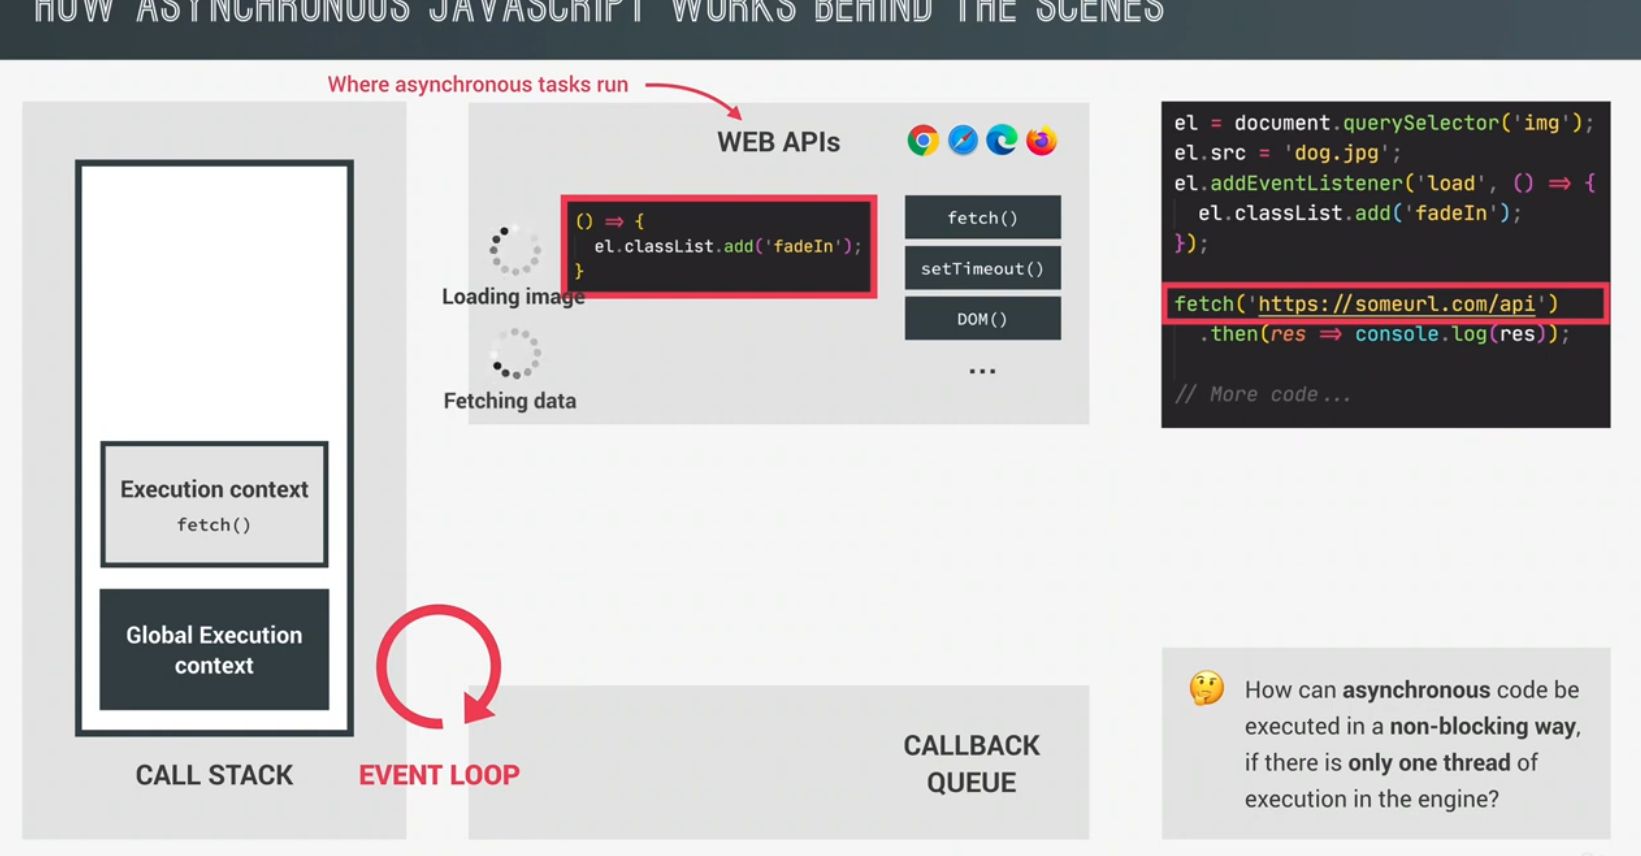 HOW ASYNCHRONOUS JAVASCRIPT WORKS BEHIND THE SCENES
Where asynchronous tasks run
WEB APIs
() => {
el.classList.add('fadeIn');
}
Loading image
Fetching data
fetch()
setTimeout()
DOM()
...
el = document.querySelector('img');
el.src = 'dog.jpg';
el.addEventListener('load', () => {
el.classList.add('fadeIn');
});
fetch('https://someurl.com/api')
.then(res => console.log(res));
// More code...
Execution context
fetch()
Global Execution
context
CALL STACK
EVENT LOOP
CALLBACK
QUEUE
How can asynchronous code be
executed in a non-blocking way,
if there is only one thread of
execution in the engine?